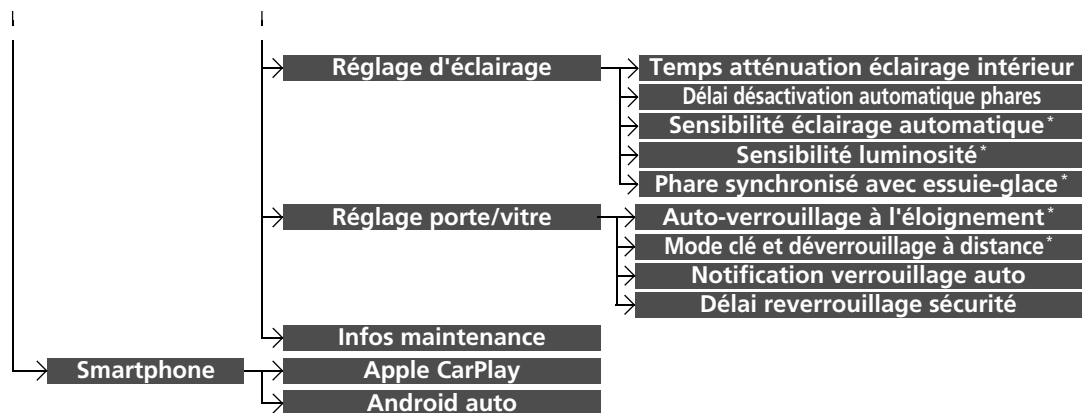 Réglage d'éclairage
Temps atténuation éclairage intérieur
Délai désactivation automatique phares
Sensibilité éclairage automatique*
Sensibilité luminosité*
Phare synchronisé avec essuie-glace*
Réglage porte/vitre
Auto-verrouillage à l'éloignement*
Mode clé et déverrouillage à distance*
Notification verrouillage auto
Délai reverrouillage sécurité
Infos maintenance
Smartphone
Apple CarPlay
Android auto